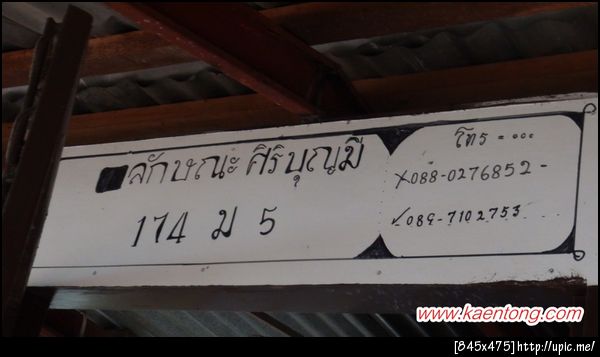 ลักษณะ ศิริบุญมี
174 ม 5
โทร - ...
x088-0276852-
✓089-7102753
www.kaentong.com
[845x475]http://upic.me/